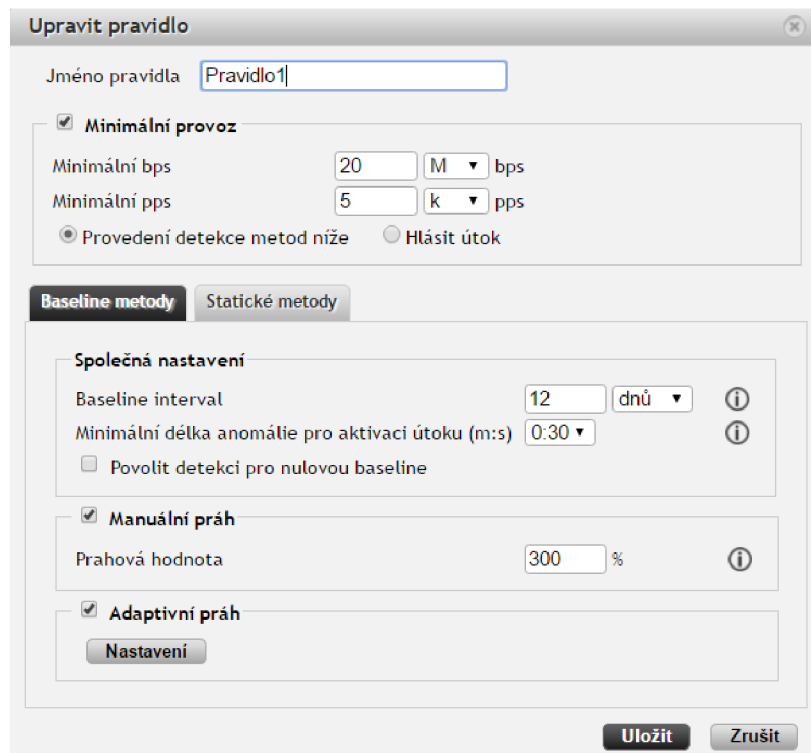 Upravit pravidlo
Jméno pravidla Pravidlo1
Minimální provoz
Minimální bps 20 M bps
Minimální pps 5 k pps
Provedení detekce metod níže Hlásit útok
Baseline metody Statické metody
Společná nastavení
Baseline interval 12 dnů
Minimální délka anomálie pro aktivaci útoku (m:s) 0:30
Povolit detekci pro nulovou baseline
Manuální práh
Prahová hodnota 300 %
Adaptivní práh
Nastavení
Uložit Zrušit